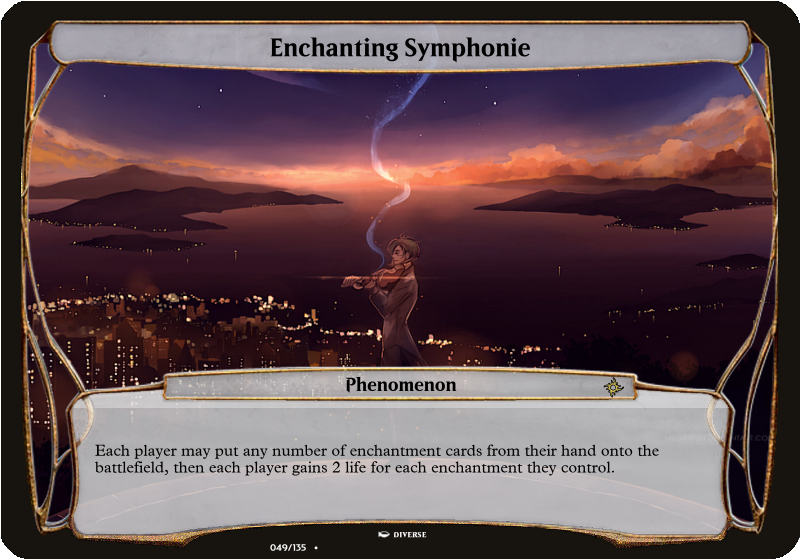 Enchanting Symphonie
Phenomenon
Each player may put any number of enchantment cards from their hand onto the
battlefield, then each player gains 2 life for each enchantment they control.
DIVERSE
049/135 •